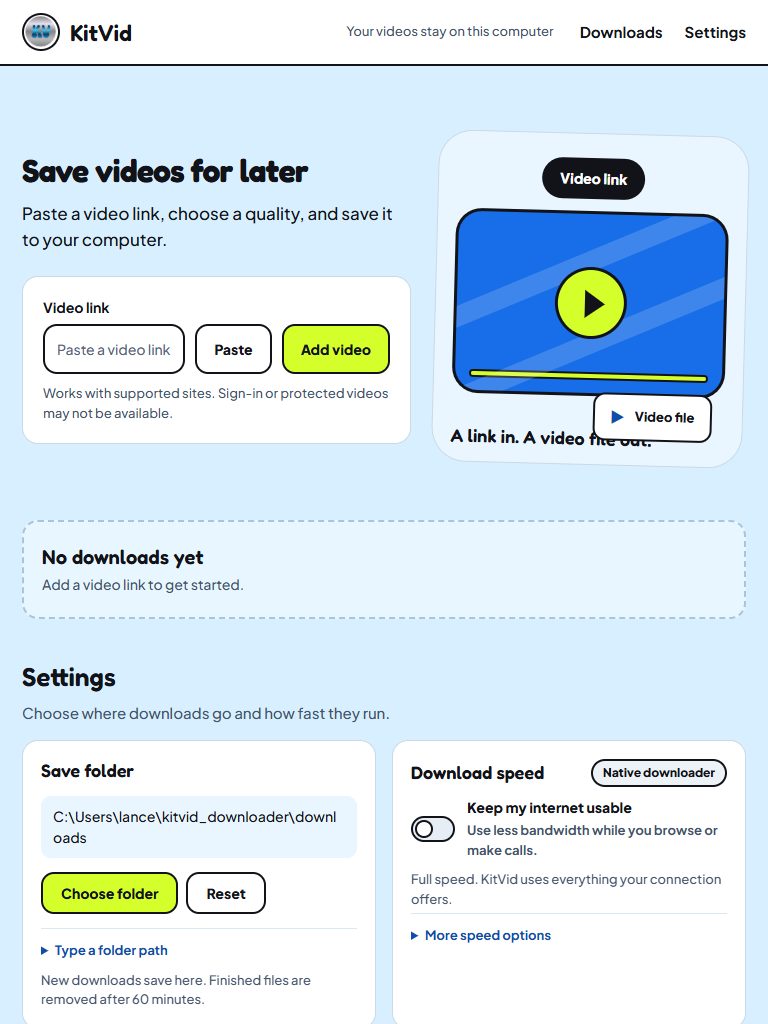 KV KitVid
Your videos stay on this computer
Downloads
Settings
Save videos for later
Paste a video link, choose a quality, and save it
to your computer.
Video link
Paste a video link
Paste
Add video
Works with supported sites. Sign-in or protected videos
may not be available.
Video link
Video file
A link in. A video file out.
No downloads yet
Add a video link to get started.
Settings
Choose where downloads go and how fast they run.
Save folder
C:\Users\lance\kitvid_downloader\downl
oads
Choose folder
Reset
Type a folder path
New downloads save here. Finished files are
removed after 60 minutes.
Download speed
Native downloader
Keep my internet usable
Use less bandwidth while you browse or
make calls.
Full speed. KitVid uses everything your connection
offers.
More speed options